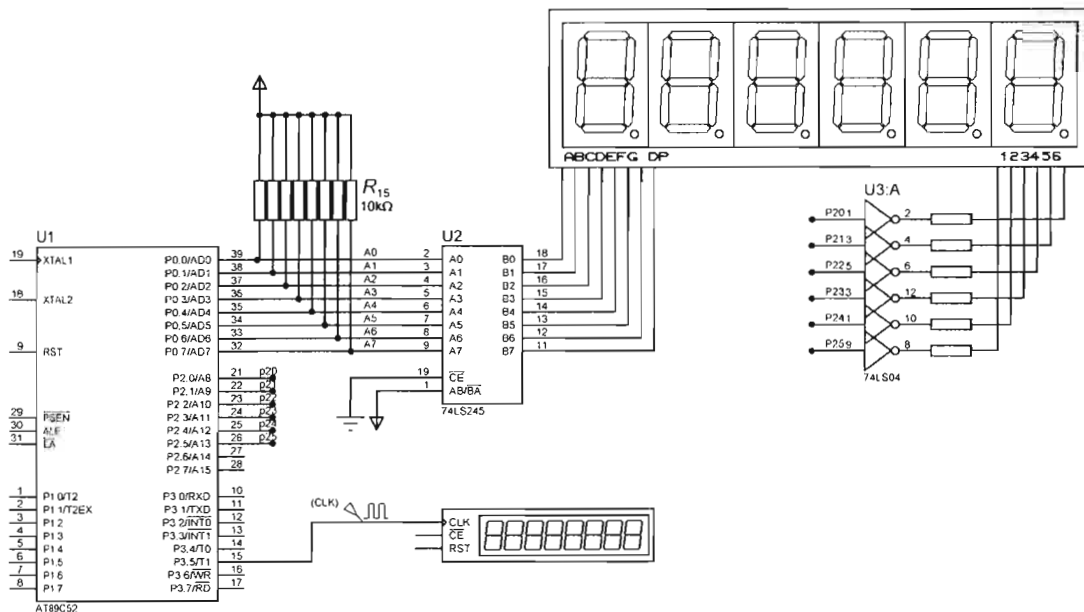 ABCDEFG DP
123456
U3:A
P201
2
P213
4
P225
6
P233
12
P241
10
P259
8
74LS04
R15
10kΩ
U1
U2
19
XTAL1
18
XTAL2
9
RST
29
PSEN
30
ALE
31
1
P1 0/T2
2
P1 1/T2EX
3
P1 2
4
P1 3
5
P1 4
6
P1.5
7
P1 6
8
P1 7
AT89C52
P0.0/AD0
39
P0.1/AD1
38
P0 2/AD2
37
P0 3/AD3
36
P0.4/AD4
35
P0,5/AD5
34
P0 6/AD6
33
P0 7/AD7
32
P2.0/A8
21
p20
P2.1/A9
22
p21
P2 2/A10
23
p22
P2 3/A11
24
p23
P2 4/A12
25
p24
P2.5/A13
26
p25
P2.6/A14
27
P2 7/A15
28
P3 0/RXD
10
P3 1/TXD
11
P3 2/INT0
12
P3 3/INT1
13
P3.4/T0
14
P3.5/T1
15
P3 6/WR
16
P3.7/RD
17
A0
A1
A2
A3
A4
A5
A6
A7
2
A0
B0
18
3
A1
B1
17
4
A2
B2
16
5
A3
B3
15
6
A4
B4
14
7
A5
B5
13
8
A6
B6
12
9
A7
B7
11
19
CE
1
AB/BA
74LS245
(CLK)
CLK
CE
RST